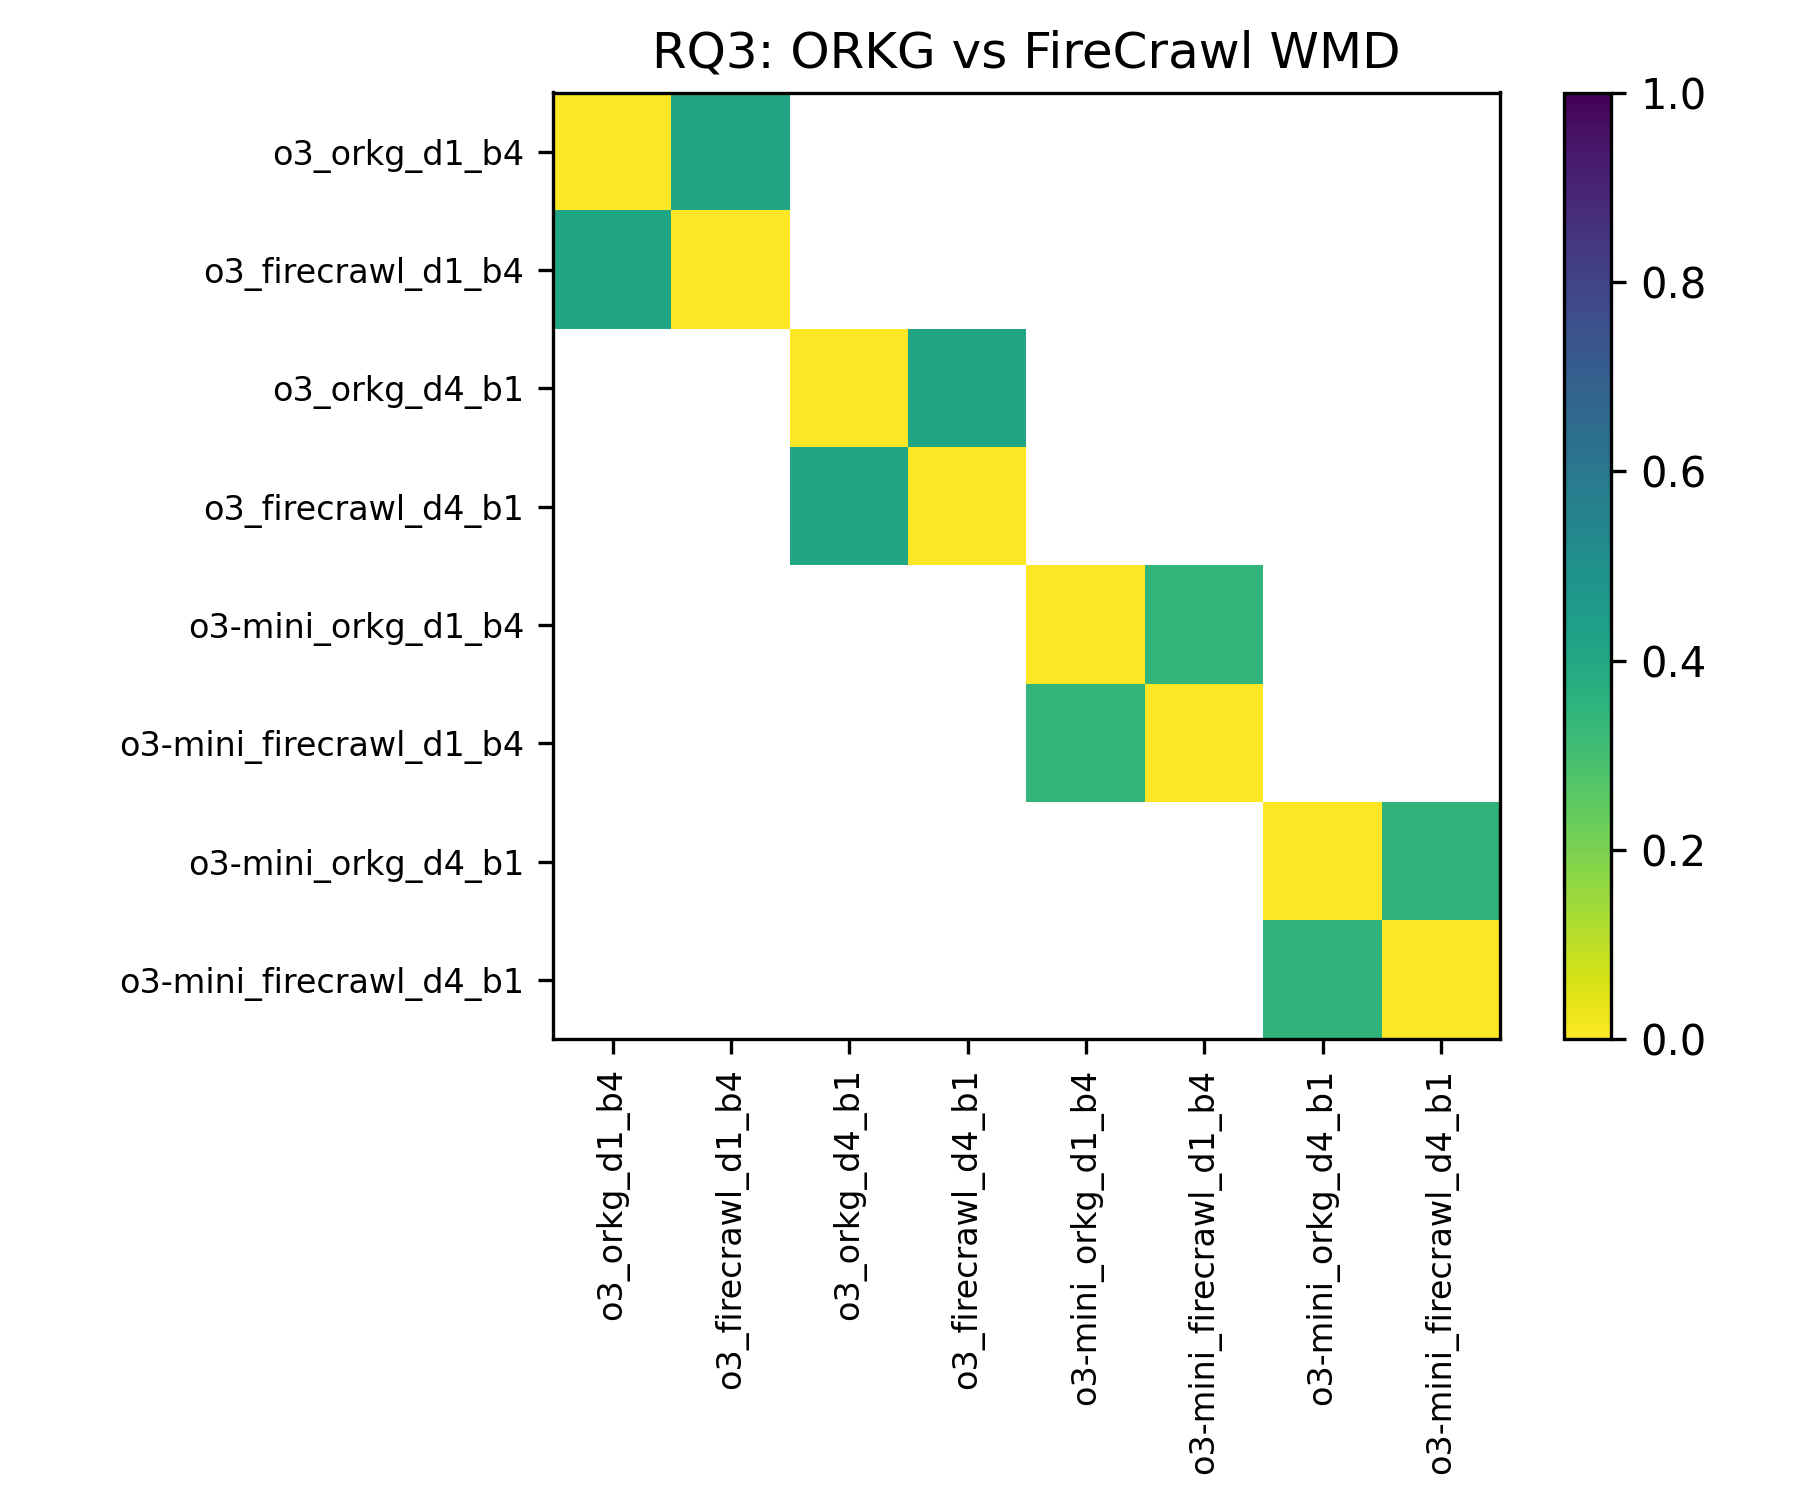 RQ3: ORKG vs FireCrawl WMD
o3_orkg_d1_b4
o3_firecrawl_d1_b4
o3_orkg_d4_b1
o3_firecrawl_d4_b1
o3-mini_orkg_d1_b4
o3-mini_firecrawl_d1_b4
o3-mini_orkg_d4_b1
o3-mini_firecrawl_d4_b1
o3_orkg_d1_b4
o3_firecrawl_d1_b4
o3_orkg_d4_b1
o3_firecrawl_d4_b1
o3-mini_orkg_d1_b4
o3-mini_firecrawl_d1_b4
o3-mini_orkg_d4_b1
o3-mini_firecrawl_d4_b1
1.0
0.8
0.6
0.4
0.2
0.0